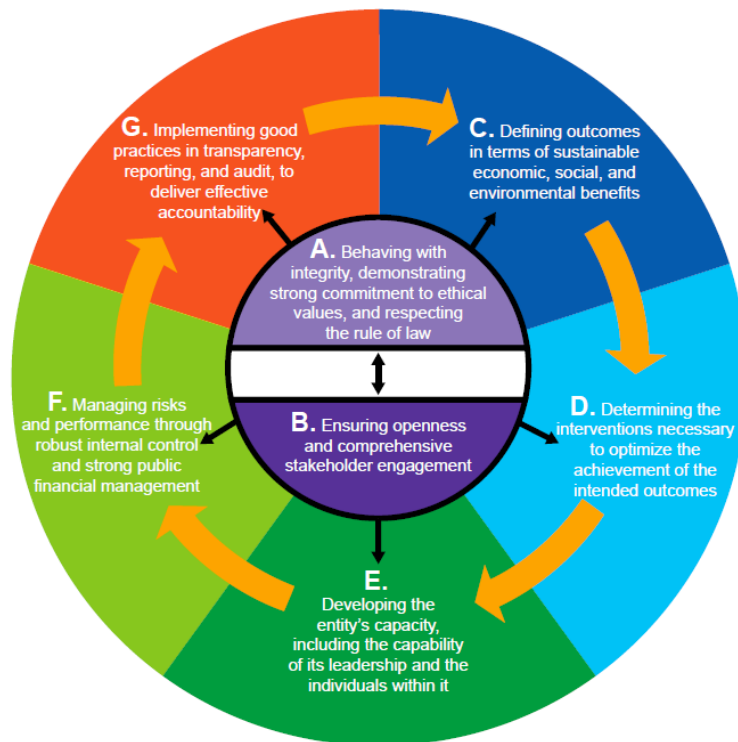 G. Implementing good
practices in transparency,
reporting, and audit, to
deliver effective
accountability
C. Defining outcomes
in terms of sustainable
economic, social, and
environmental benefits
A. Behaving with
integrity, demonstrating
strong commitment to ethical
values, and respecting
the rule of law
F. Managing risks
and performance through
robust internal control
and strong public
financial management
B. Ensuring openness
and comprehensive
stakeholder engagement
D. Determining the
interventions necessary
to optimize the
achievement of the
intended outcomes
E.
Developing the
entity's capacity,
including the capability
of its leadership and the
individuals within it